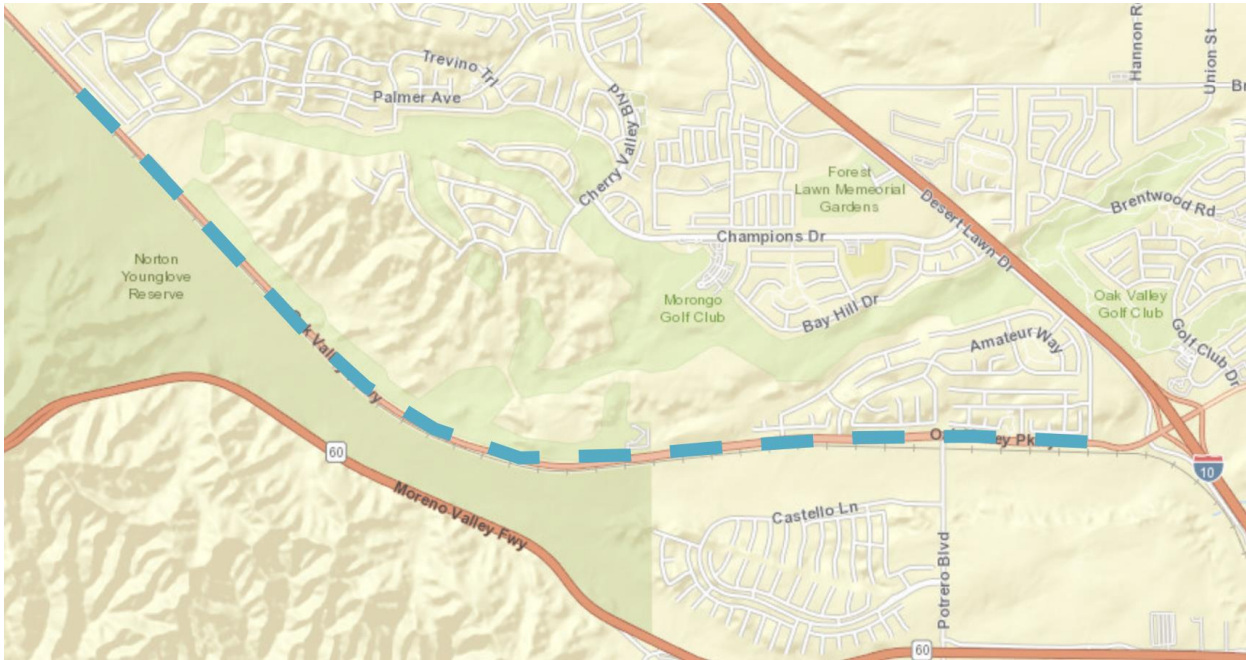 Hannon R
Union St
Trevino Trl
Palmer Ave
Br
Cherry Valley Blvd
Forest
Lawn Memeorial
Gardens
Desert Lawn Dr
Brentwood Rd
Champions Dr
Norton
Younglove
Reserve
Morongo
Golf Club
Bay Hill Dr
Oak Valley
Golf Club
Golf Club Dr
Amateur Way
60
10
Moreno Valley Fwy
Castello Ln
Potrero Blvd
60